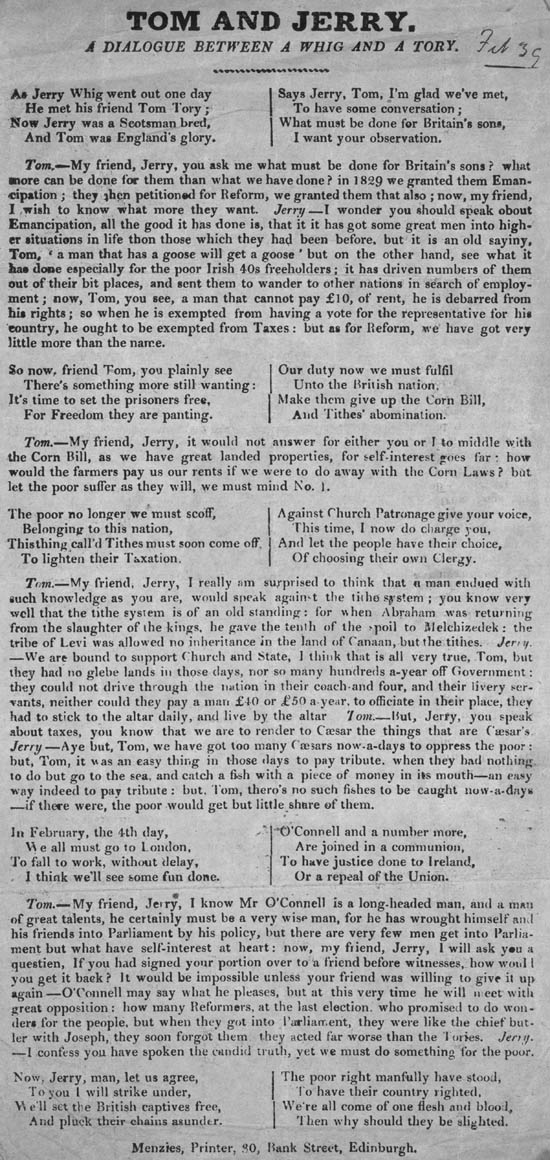 TOM AND JERRY.
A DIALOGUE BETWEEN A WHIG AND A TORY.
As Jerry Whig went out one day
He met his friend Tom Tory;
Now Jerry was a Scotsman bred,
And Tom was England's glory.
Says Jerry, Tom, I'm glad we've met,
To have some conversation;
What must be done for Britain's sons,
I want your observation.
Tom.—My friend, Jerry, you ask me what must be done for Britain's sons? what
more can be done for them than what we have done? in 1829 we granted them Eman-
cipation; they then petitioned for Reform, we granted them that also; now, my friend,
I wish to know what more they want. Jerry—I wonder you should speak obout
Emancipation, all the good it has done is, that it it has got some great men into high-
er situations in life thon those which they had been before, but it is an old sayiny,
Tom, ‘ a man that has a goose will get a goose ’ but on the other hand, see what it
has done especially for the poor Irish 40s freeholders; it has driven numbers of them
out of their bit places, and sent them to wander to other nations in search of employ-
ment; now, Tom, you see, a man that cannot pay £10, of rent, he is debarred from
his rights; so when he is exempted from having a vote for the representative for his
country, he ought to be exempted from Taxes: but as for Reform, we have got very
little more than the name.
So now, friend Tom, you plainly see
There's something more still wanting:
It's time to set the prisoners free,
For Freedom they are panting.
Our duty now we must fulfil
Unto the British nation,
Make them give up the Corn Bill,
And Tithes' abomination.
Tom.—My friend, Jerry, it would not answer for either you or I to middle with
the Corn Bill, as we have great landed properties, for self-interest goes far: how
would the farmers pay us our rents if we were to do away with the Corn Laws? but
let the poor suffer as they will, we must mind No. 1.
The poor no longer we must scoff,
Belonging to this nation,
This thing call'd Tithes must soon come off,
To lighten their Taxation.
Against Church Patronage give your voice,
This time, I now do charge you,
And let the people have their choice,
Of choosing their own Clergy.
Tom.—My friend, Jerry, I really am surprised to think that a man endued with
such knowledge as you are, would speak against the tithe system; you know very
well that the tithe system is of an old standing: for when Abraham was returning
from the slaughter of the kings, he gave the tenth of the spoil to Melchizedek: the
tribe of Levi was allowed no inheritance in the land of Canaan, but the tithes. Jerry.
—We are bound to support Church and State, I think that is all very true, Tom, but
they had no glebe lands in those days, nor so many hundreds a-year off Government:
they could not drive through the nation in their coach-and four, and their livery ser-
vants, neither could they pay a man £40 or £50 a-year, to officiate in their place, they
had to stick to the altar daily, and live by the altar Tom.—But, Jerry, you speak
about taxes, you know that we are to render to Cæsar the things that are Cæsar's
Jerry—Aye but, Tom, we have got too many Cæsars now-a-days to oppress the poor:
but, Tom, it was an easy thing in those days to pay tribute, when they had nothing
to do but go to the sea, and catch a fish with a piece of money in its mouth—an easy
way indeed to pay tribute: but, Tom, there's no such fishes to be caught now-a-days
—if there were, the poor would get but little share of them.
In February, the 4th day,
We all must go to London,
To fall to work, without delay,
I think we'll see some fun done.
O'Connell and a number more,
Are joined in a communion,
To have justice done to Ireland,
Or a repeal of the Union.
Tom.—My friend, Jerry, I know Mr O'Connell is a long-headed man, and a man
of great talents, he certainly must be a very wise man, for he has wrought himself and
his friends into Parliament by his policy, but there are very few men get into Parlia-
ment but what have self-interest at heart: now, my friend, Jerry, I will ask you a
question, If you had signed your portion over to a friend before witnesses, how would
you get it back? It would be impossible unless your friend was willing to give it up
again—O'Connell may say what he pleases, but at this very time he will meet with
great opposition: how many Reformers, at the last election, who promised to do won-
ders for the people, but when they got into Parliament, they were like the chief but-
ler with Joseph, they soon forgot them they acted far worse than the Tories. Jerry.
—I confess you have spoken the candid truth, yet we must do something for the poor.
Now, Jerry, man, let us agree,
To you I will strike under,
We'll set the British captives free,
And pluck their chains asunder.
The poor right manfully have stood,
To have their country righted,
We're all come of one flesh and blood,
Then why should they be slighted.
Menzies, Printer, 30, Bank Street, Edinburgh.